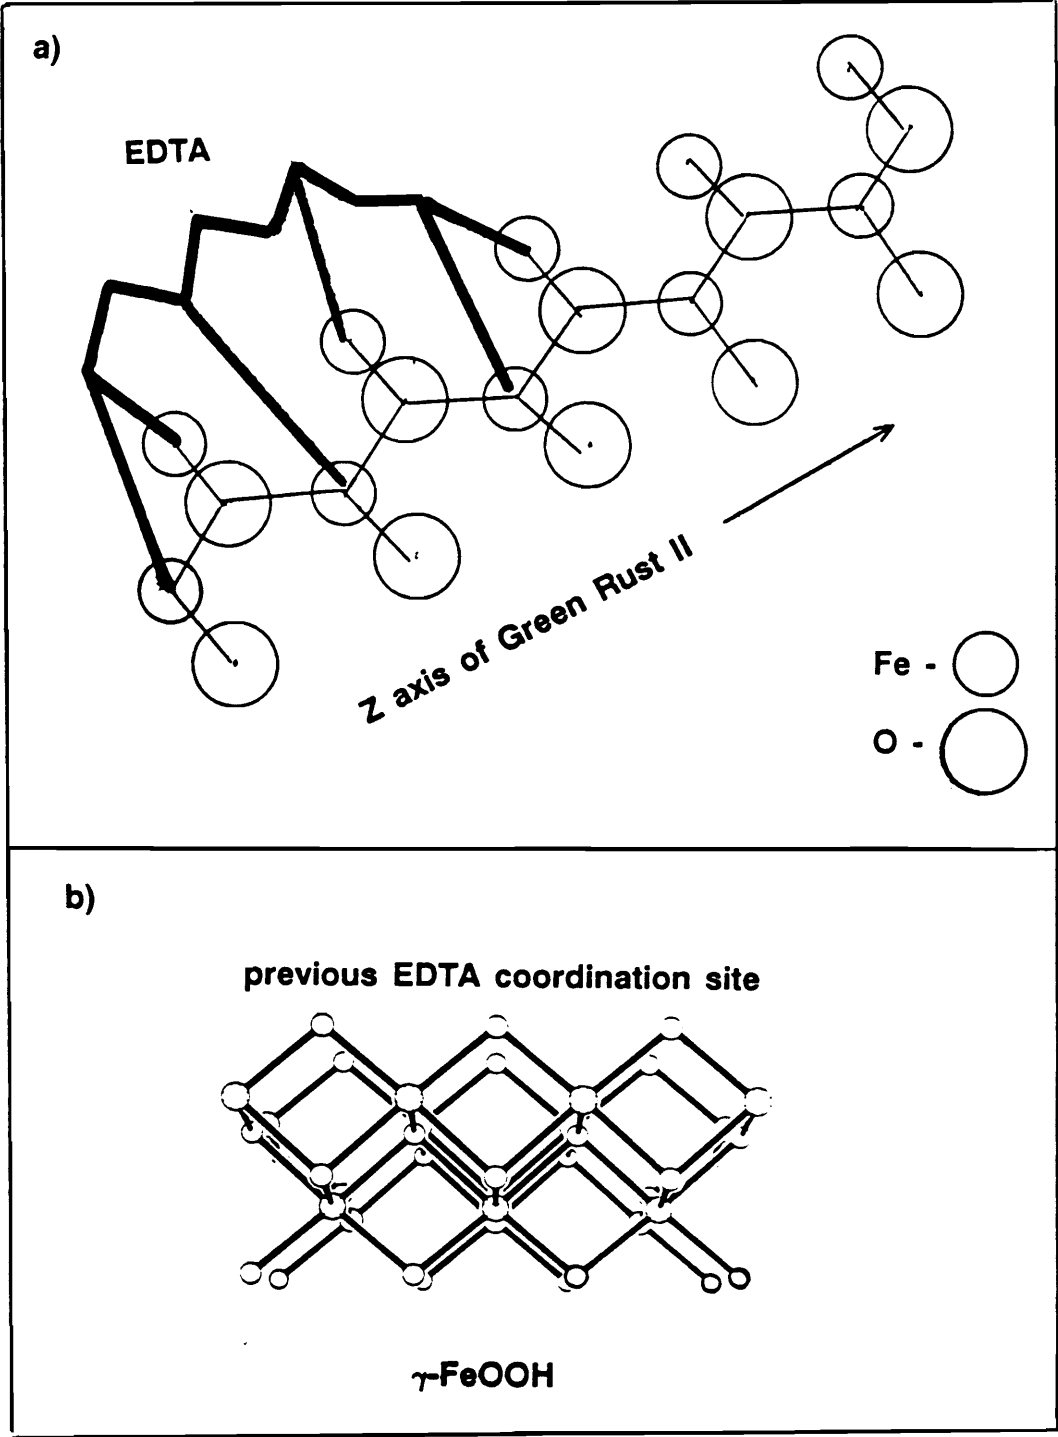 a)
EDTA
Z axis of Green Rust II
Fe -
O -
b)
previous EDTA coordination site
γ-FeOOH